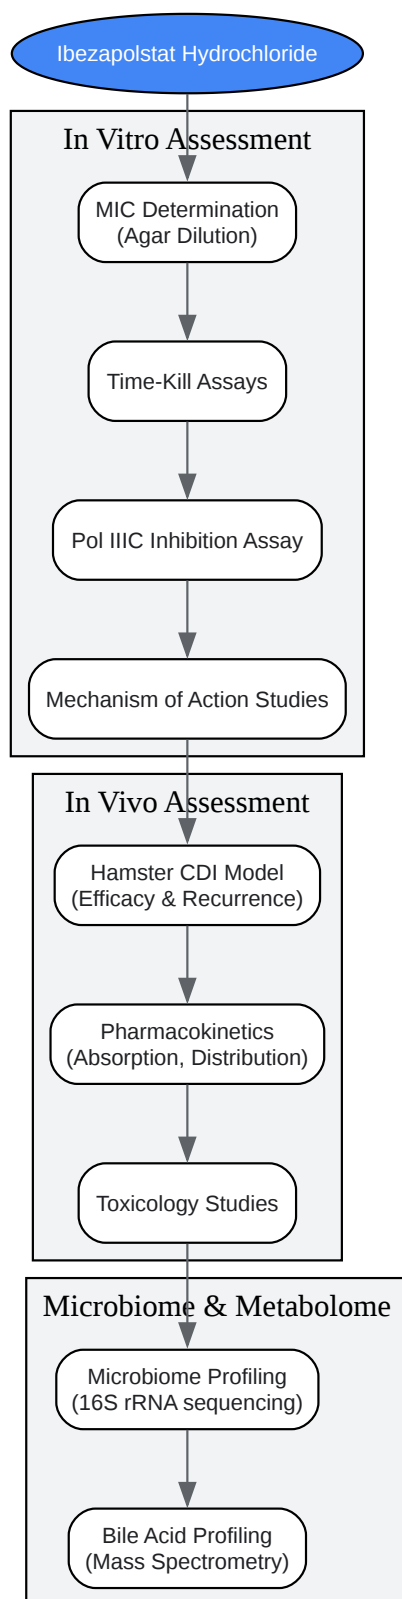 Ibezapolstat Hydrochloride
In Vitro Assessment
MIC Determination
(Agar Dilution)
Time-Kill Assays
Pol IIIC Inhibition Assay
Mechanism of Action Studies
In Vivo Assessment
Hamster CDI Model
(Efficacy & Recurrence)
Pharmacokinetics
(Absorption, Distribution)
Toxicology Studies
Microbiome & Metabolome
Microbiome Profiling
(16S rRNA sequencing)
Bile Acid Profiling
(Mass Spectrometry)